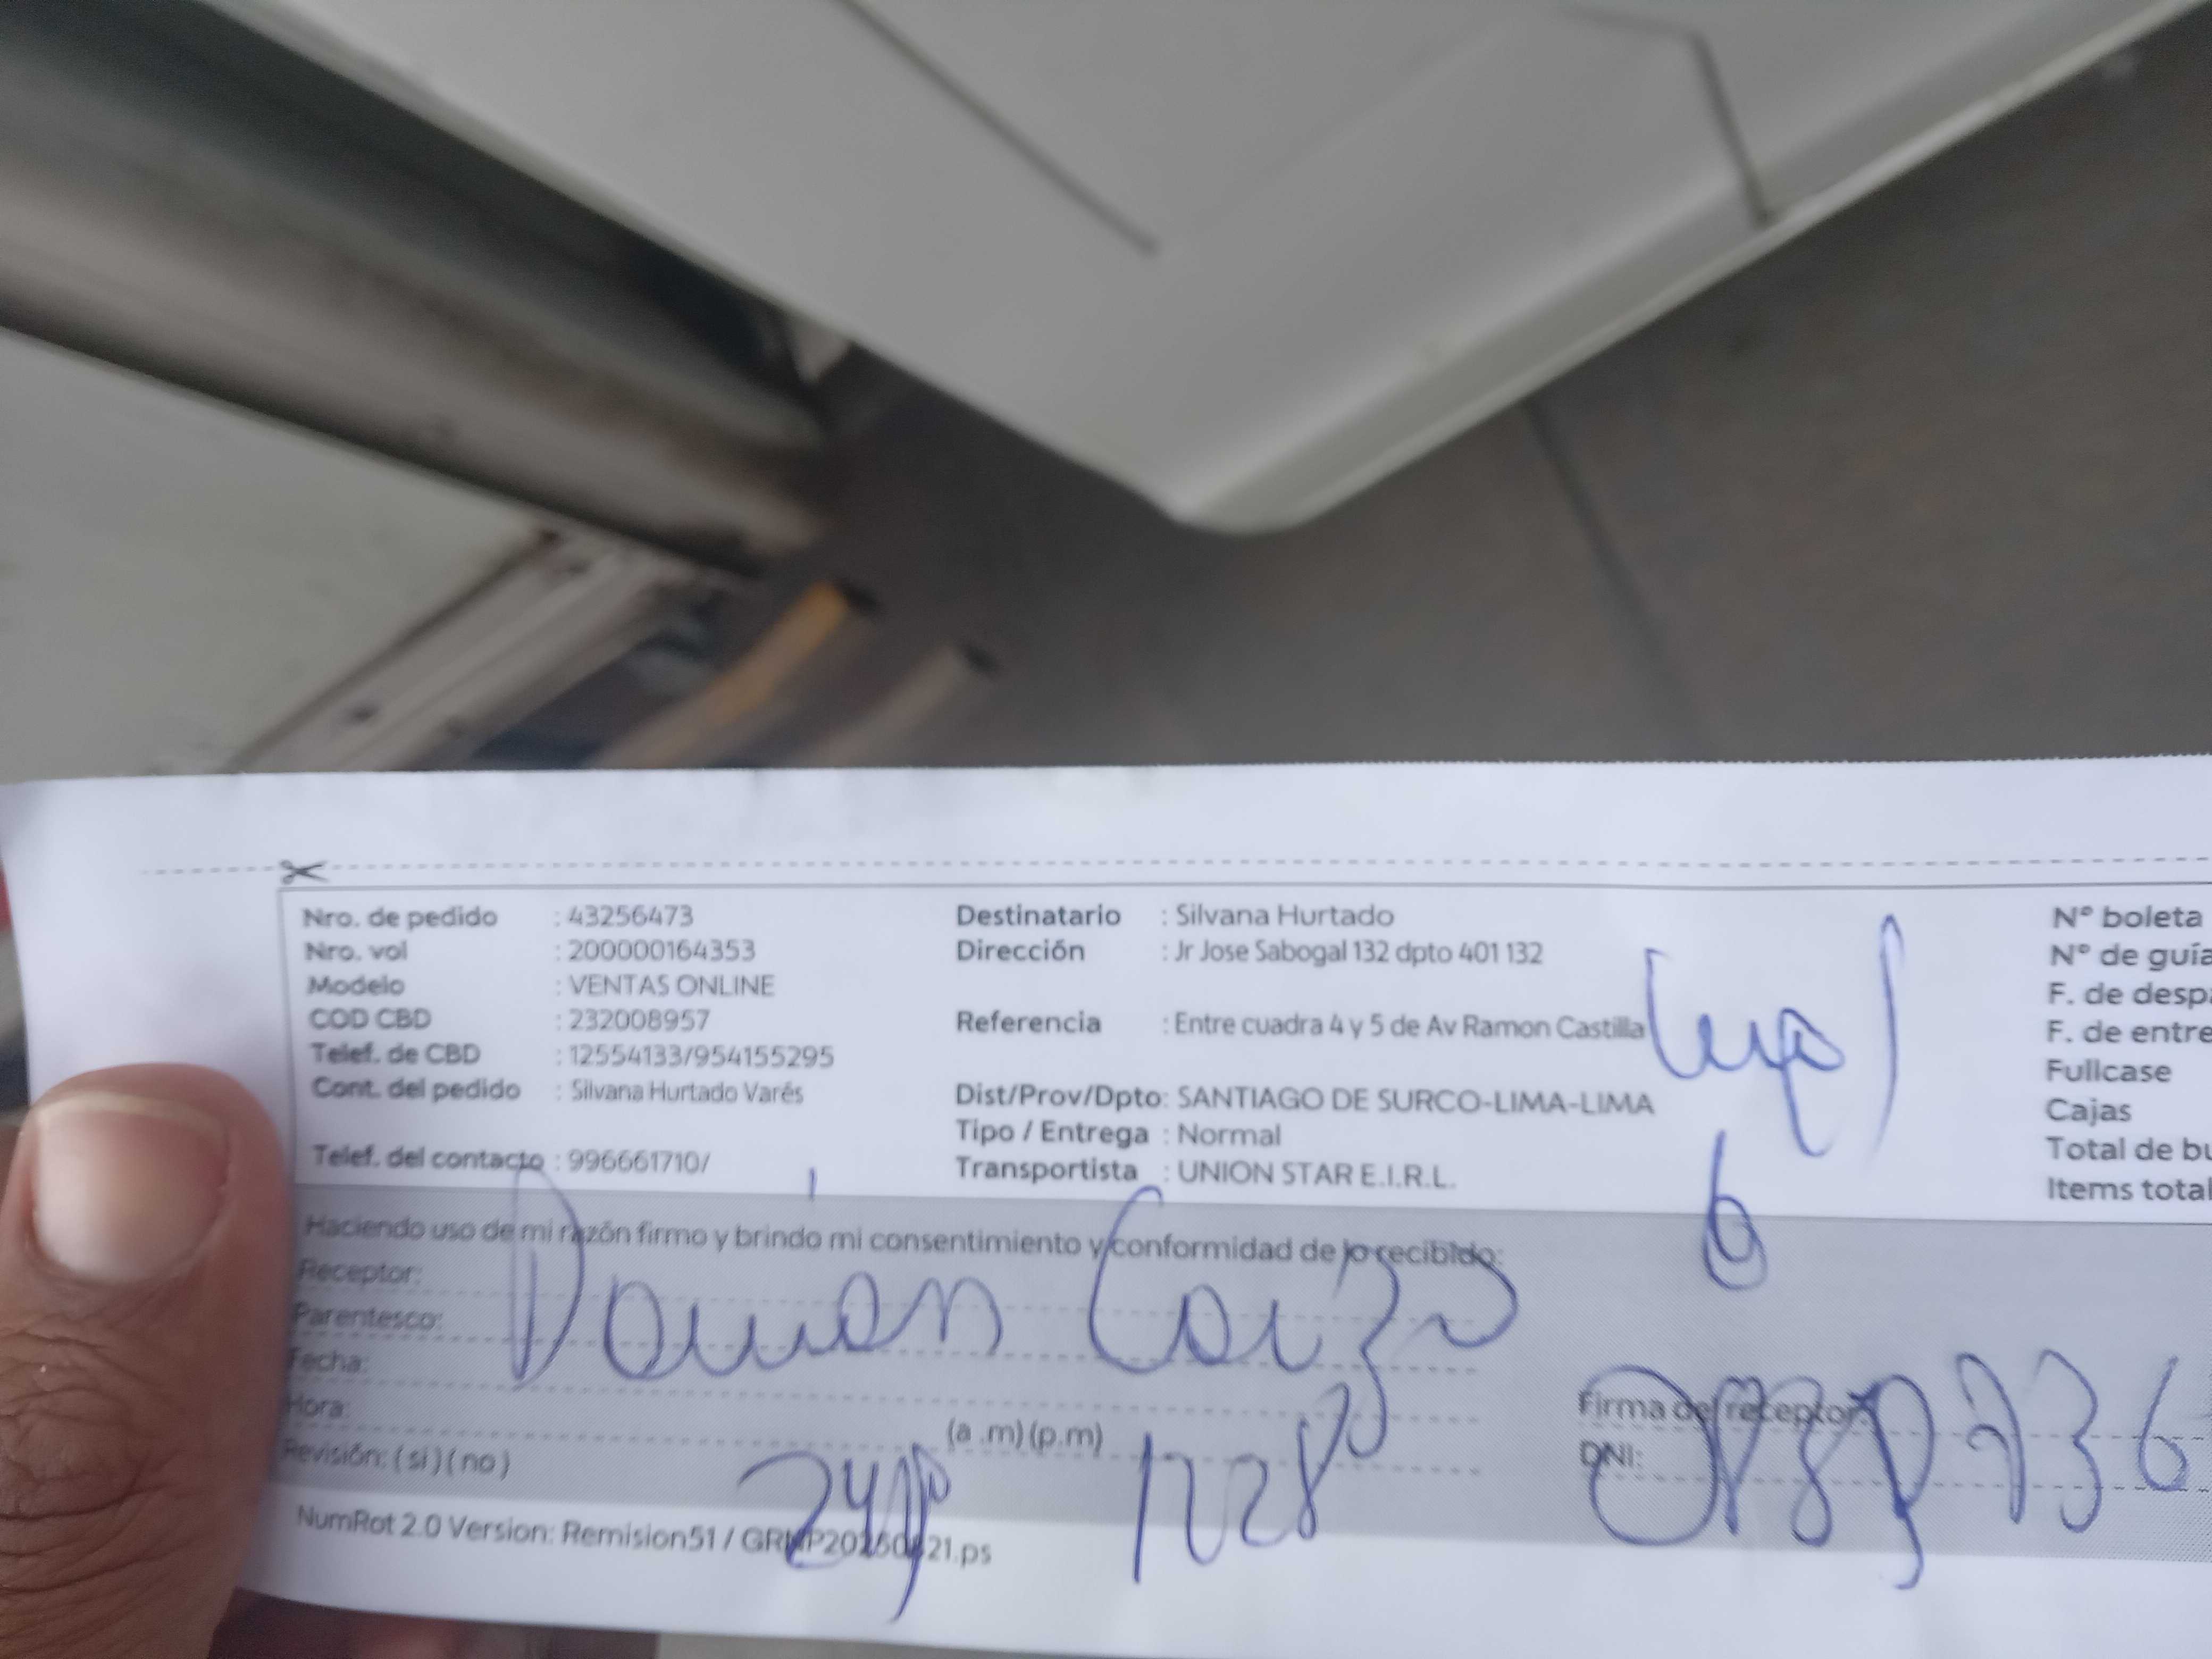 Nro. de pedido : 43256473
Nro. vol : 200000164353
Modelo : VENTAS ONLINE
COD CBD : 232008957
Telef. de CBD : 12554133/954155295
Cont. del pedido : Silvana Hurtado Varés
Telef. del contacto : 996661710/
Destinatario : Silvana Hurtado
Dirección : Jr Jose Sabogal 132 dpto 401 132
Referencia : Entre cuadra 4 y 5 de Av Ramon Castilla
Dist/Prov/Dpto: SANTIAGO DE SURCO-LIMA-LIMA
Tipo / Entrega : Normal
Transportista : UNION STAR E.I.R.L.
N° boleta
N° de guía
F. de desp
F. de entre
Fullcase
Cajas
Total de bu
Items total
6
Haciendo uso de mi razón firmo y brindo mi consentimiento y conformidad de lo recibido:
Receptor:
Parentesco:
Fecha:
Hora: (a .m) (p.m)
Revisión: ( si ) ( no )
Firma del receptor:
DNI:
NumRot 2.0 Version: Remision51 / GRNP20250421.ps